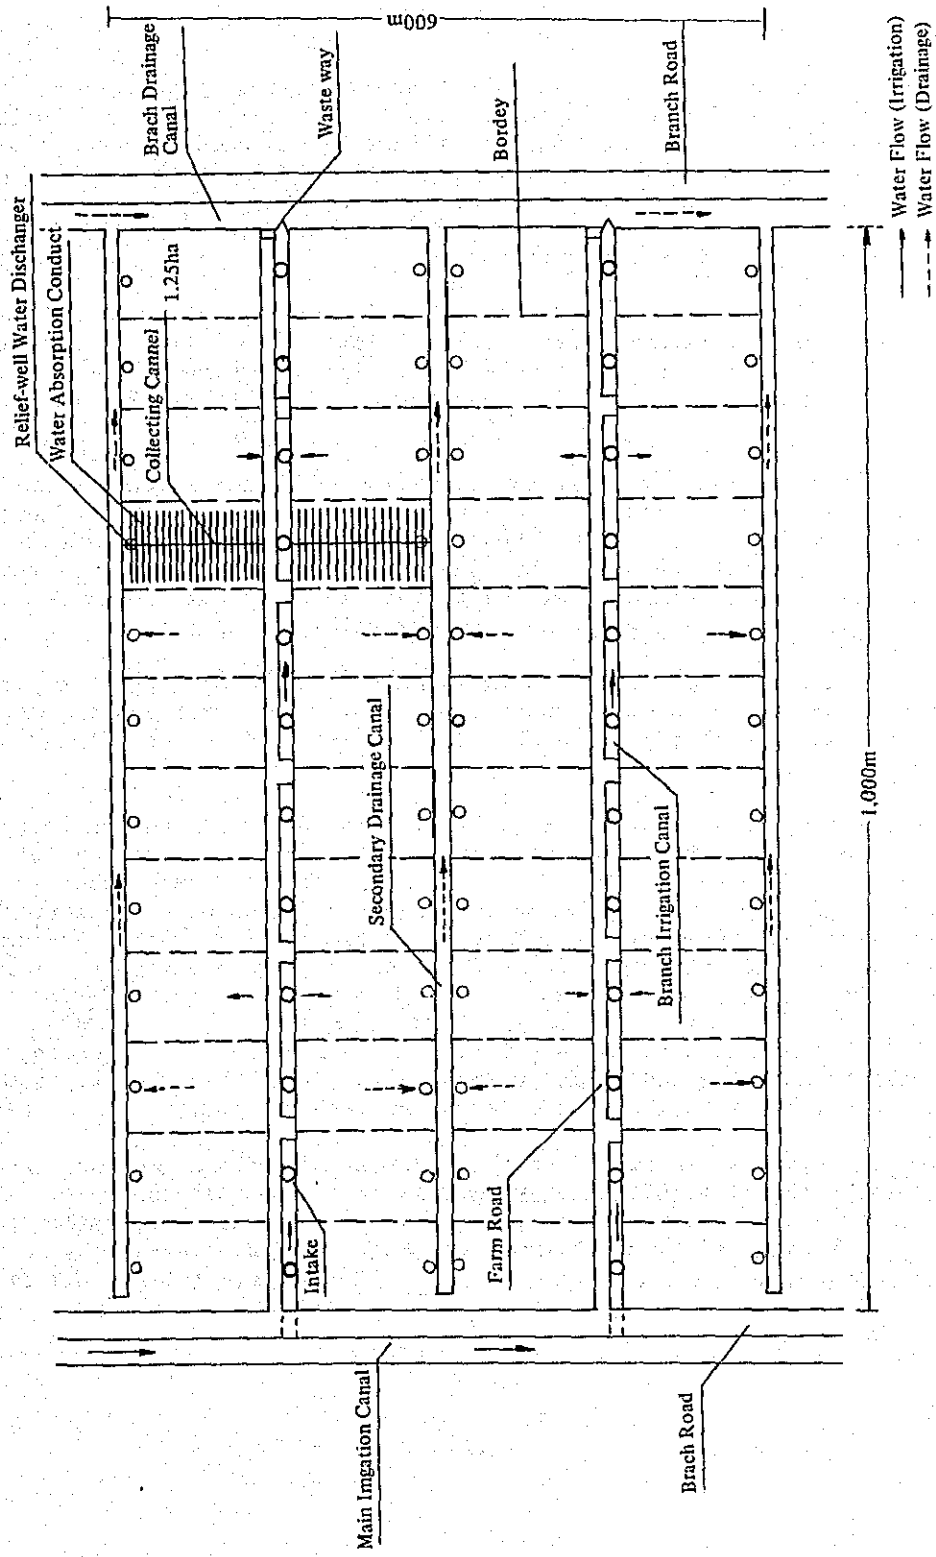 Relief-well Water Dischanger
Water Absorption Conduct
Collecting Cannel
1.25ha
Brach Drainage
Canal
Waste way
600m
Bordey
Branch Road
Secondary Drainage Canal
Intake
Farm Road
Branch Irrigation Canal
1,000m
Main Imgation Canal
Brach Road
Water Flow (Irrigation)
Water Flow (Drainage)